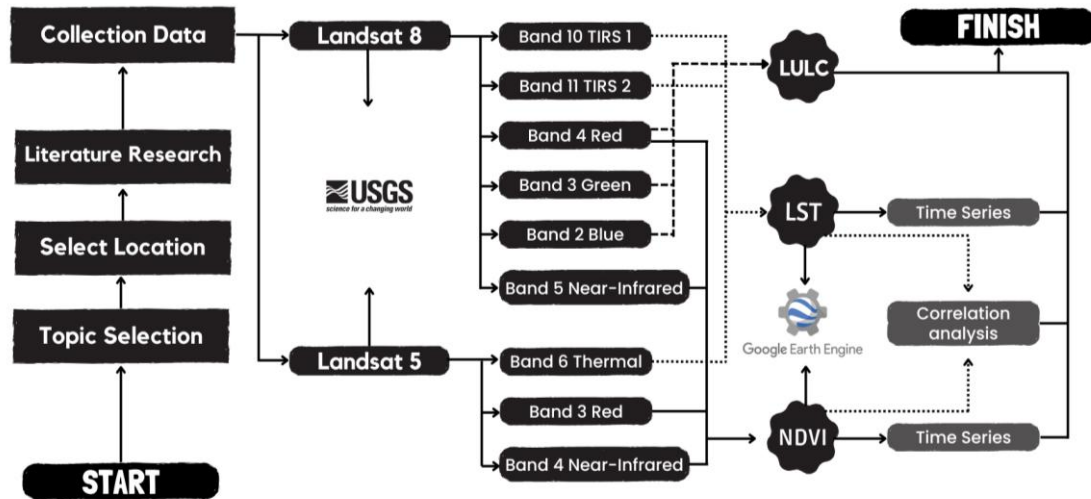 Collection Data
Literature Research
Select Location
Topic Selection
START
Landsat 8
USGS
science for a changing world
Landsat 5
Band 10 TIRS 1
Band 11 TIRS 2
Band 4 Red
Band 3 Green
Band 2 Blue
Band 5 Near-Infrared
Band 6 Thermal
Band 3 Red
Band 4 Near-Infrared
LULC
LST
Google Earth Engine
NDVI
FINISH
Time Series
Correlation
analysis
Time Series